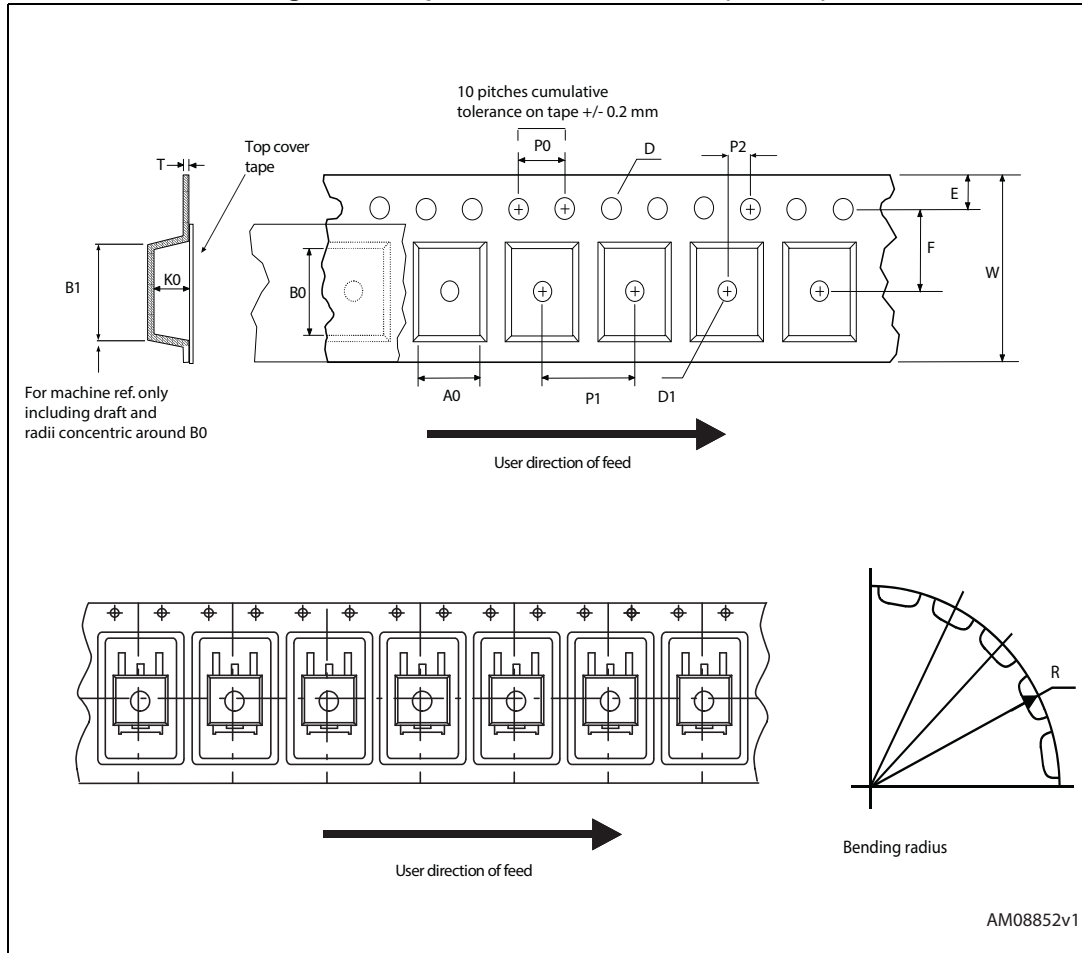 10 pitches cumulative
tolerance on tape +/- 0.2 mm
T
Top cover
tape
P0
D
P2
E
F
W
B1
K0
B0
For machine ref. only
including draft and
radii concentric around B0
A0
P1
D1
User direction of feed
R
Bending radius
User direction of feed
AM08852v1